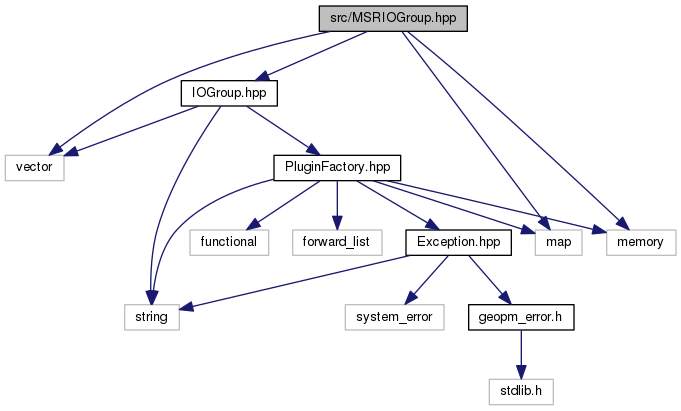 src/MSRIOGroup.hpp
IOGroup.hpp
vector
PluginFactory.hpp
functional
forward_list
Exception.hpp
map
memory
string
system_error
geopm_error.h
stdlib.h